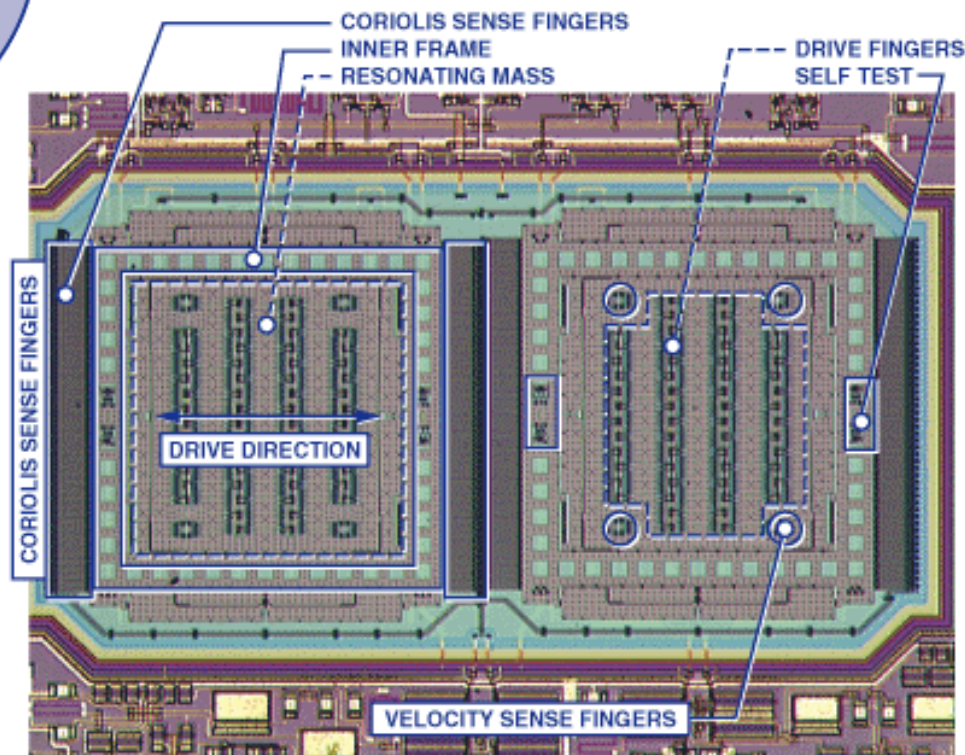 CORIOLIS SENSE FINGERS
INNER FRAME
RESONATING MASS
DRIVE FINGERS
SELF TEST
CORIOLIS SENSE FINGERS
DRIVE DIRECTION
VELOCITY SENSE FINGERS